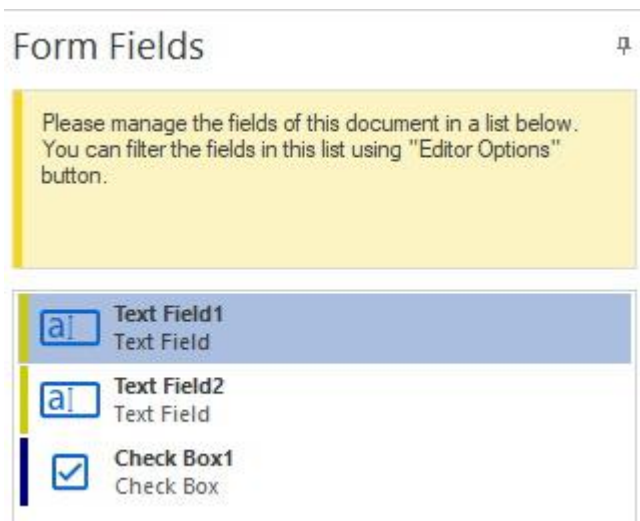 Form Fields
Please manage the fields of this document in a list below.
You can filter the fields in this list using "Editor Options"
button.
Text Field1
Text Field
Text Field2
Text Field
Check Box1
Check Box